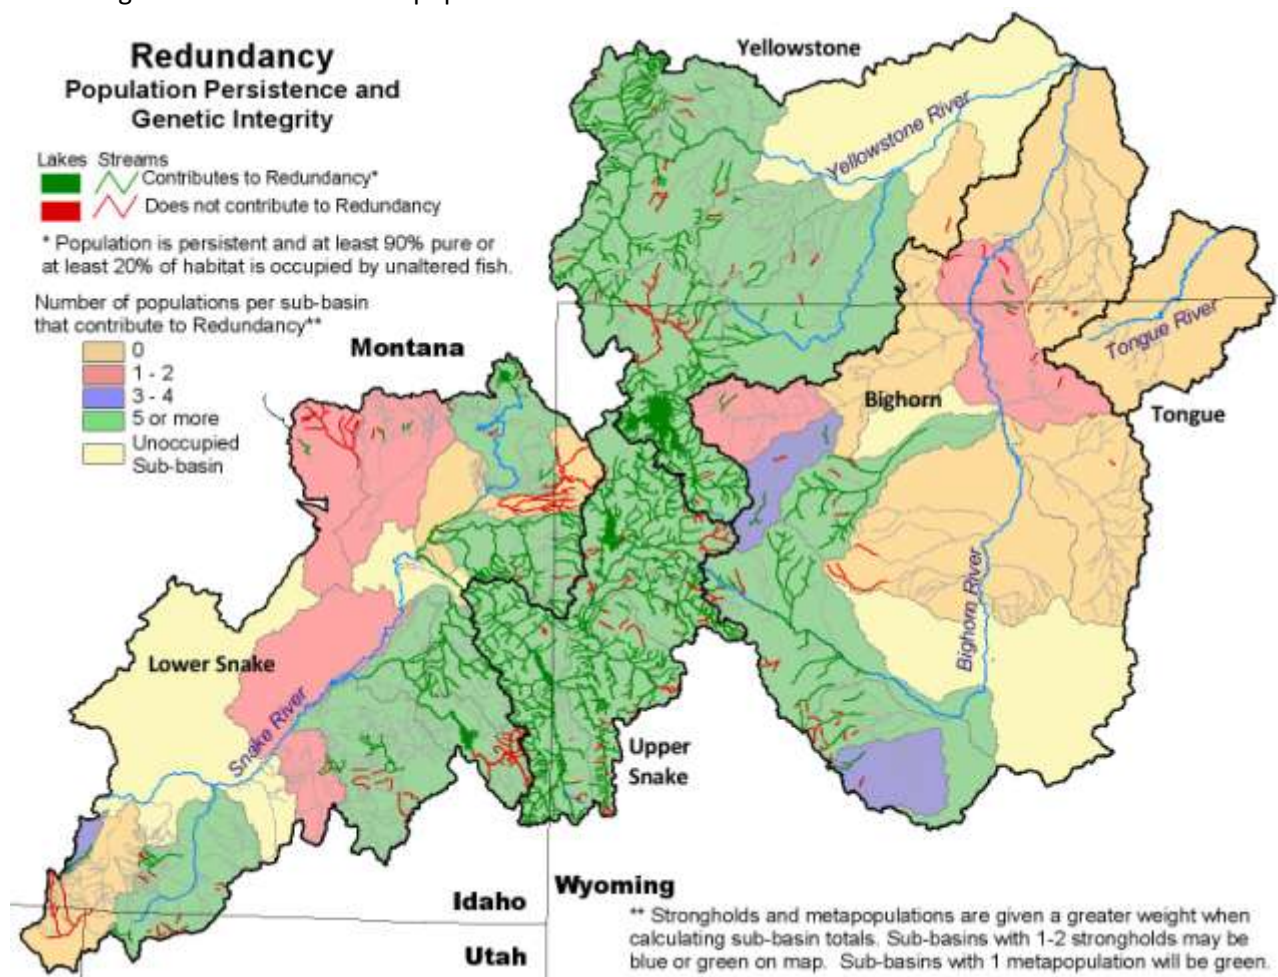 Redundancy
Population Persistence and
Genetic Integrity
Lakes Streams
Contributes to Redundancy*
Does not contribute to Redundancy
* Population is persistent and at least 90% pure or
at least 20% of habitat is occupied by unaltered fish.
Number of populations per sub-basin
that contribute to Redundancy**
0
1 - 2
3 - 4
5 or more
Unoccupied
Sub-basin
Yellowstone
Yellowstone River
Montana
Tongue River
Bighorn
Tongue
Bighorn River
Lower Snake
Snake River
Upper
Snake
Idaho
Wyoming
Utah
** Strongholds and metapopulations are given a greater weight when
calculating sub-basin totals. Sub-basins with 1-2 strongholds may be
blue or green on map. Sub-basins with 1 metapopulation will be green.